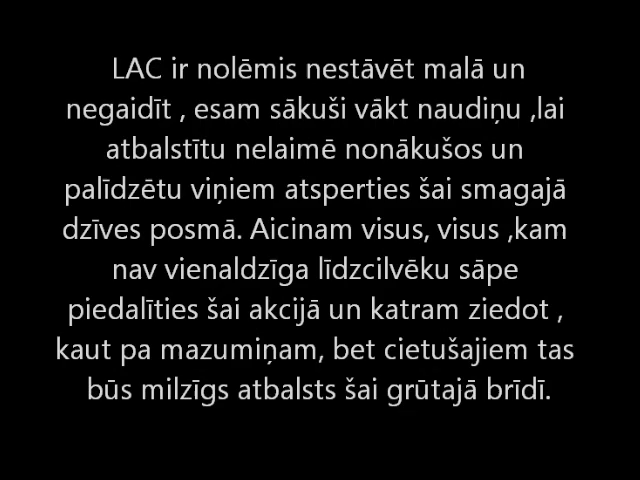 LAC ir nolēmis nestāvēt malā un
negaidīt , esam sākuši vākt naudiņu ,lai
atbalstītu nelaimē nonākušos un
palīdzētu viņiem atsperties šai smagajā
dzīves posmā. Aicinam visus, visus ,kam
nav vienaldzīga līdzcilvēku sāpe
piedalīties šai akcijā un katram ziedot ,
kaut pa mazumiņam, bet cietušajiem tas
būs milzīgs atbalsts šai grūtajā brīdī.